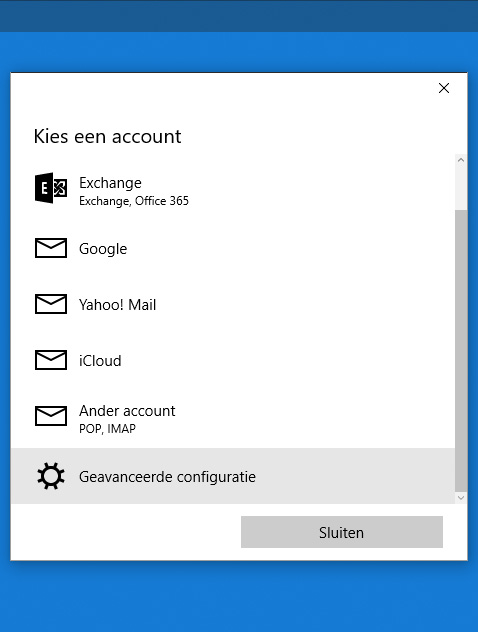 Kies een account
Exchange
Exchange, Office 365
Google
Yahoo! Mail
iCloud
Ander account
POP, IMAP
Geavanceerde configuratie
Sluiten